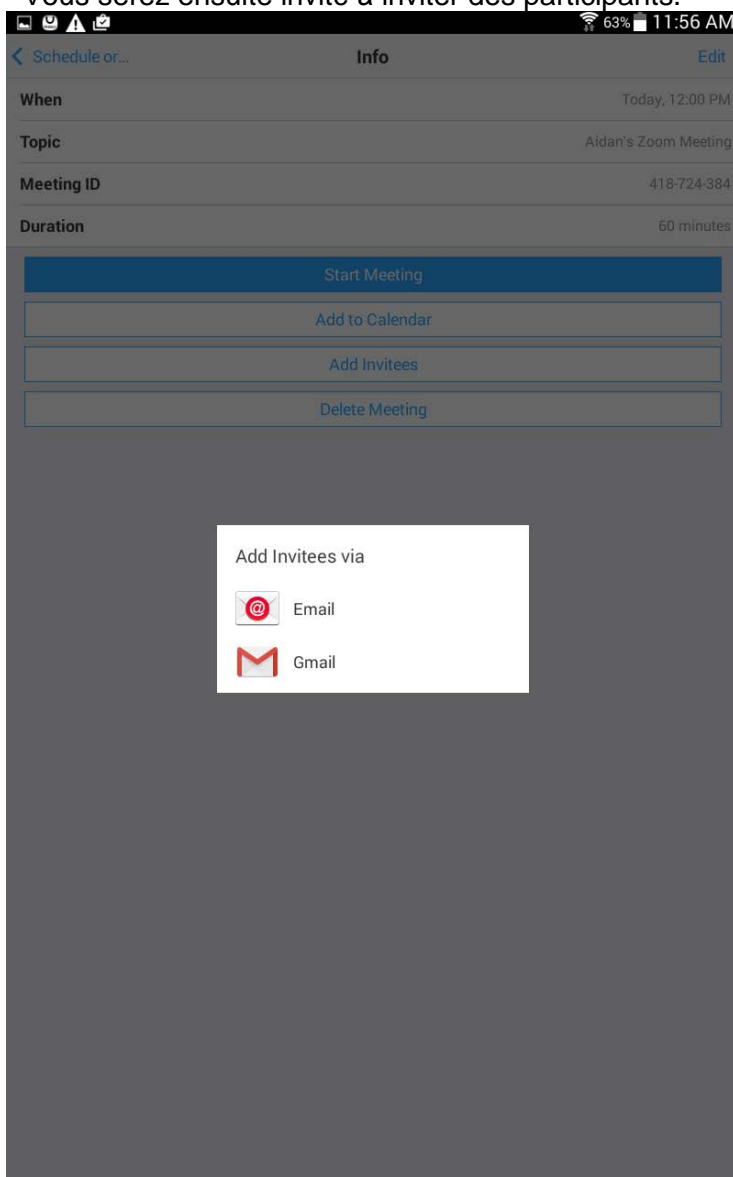 Vous serez ensuite invité à inviter des participants.
63% 11:56 AM
Schedule or... Info Edit
When Today, 12:00 PM
Topic Aidan's Zoom Meeting
Meeting ID 418-724-384
Duration 60 minutes
Start Meeting
Add to Calendar
Add Invitees
Delete Meeting
Add Invitees via
@ Email
Gmail